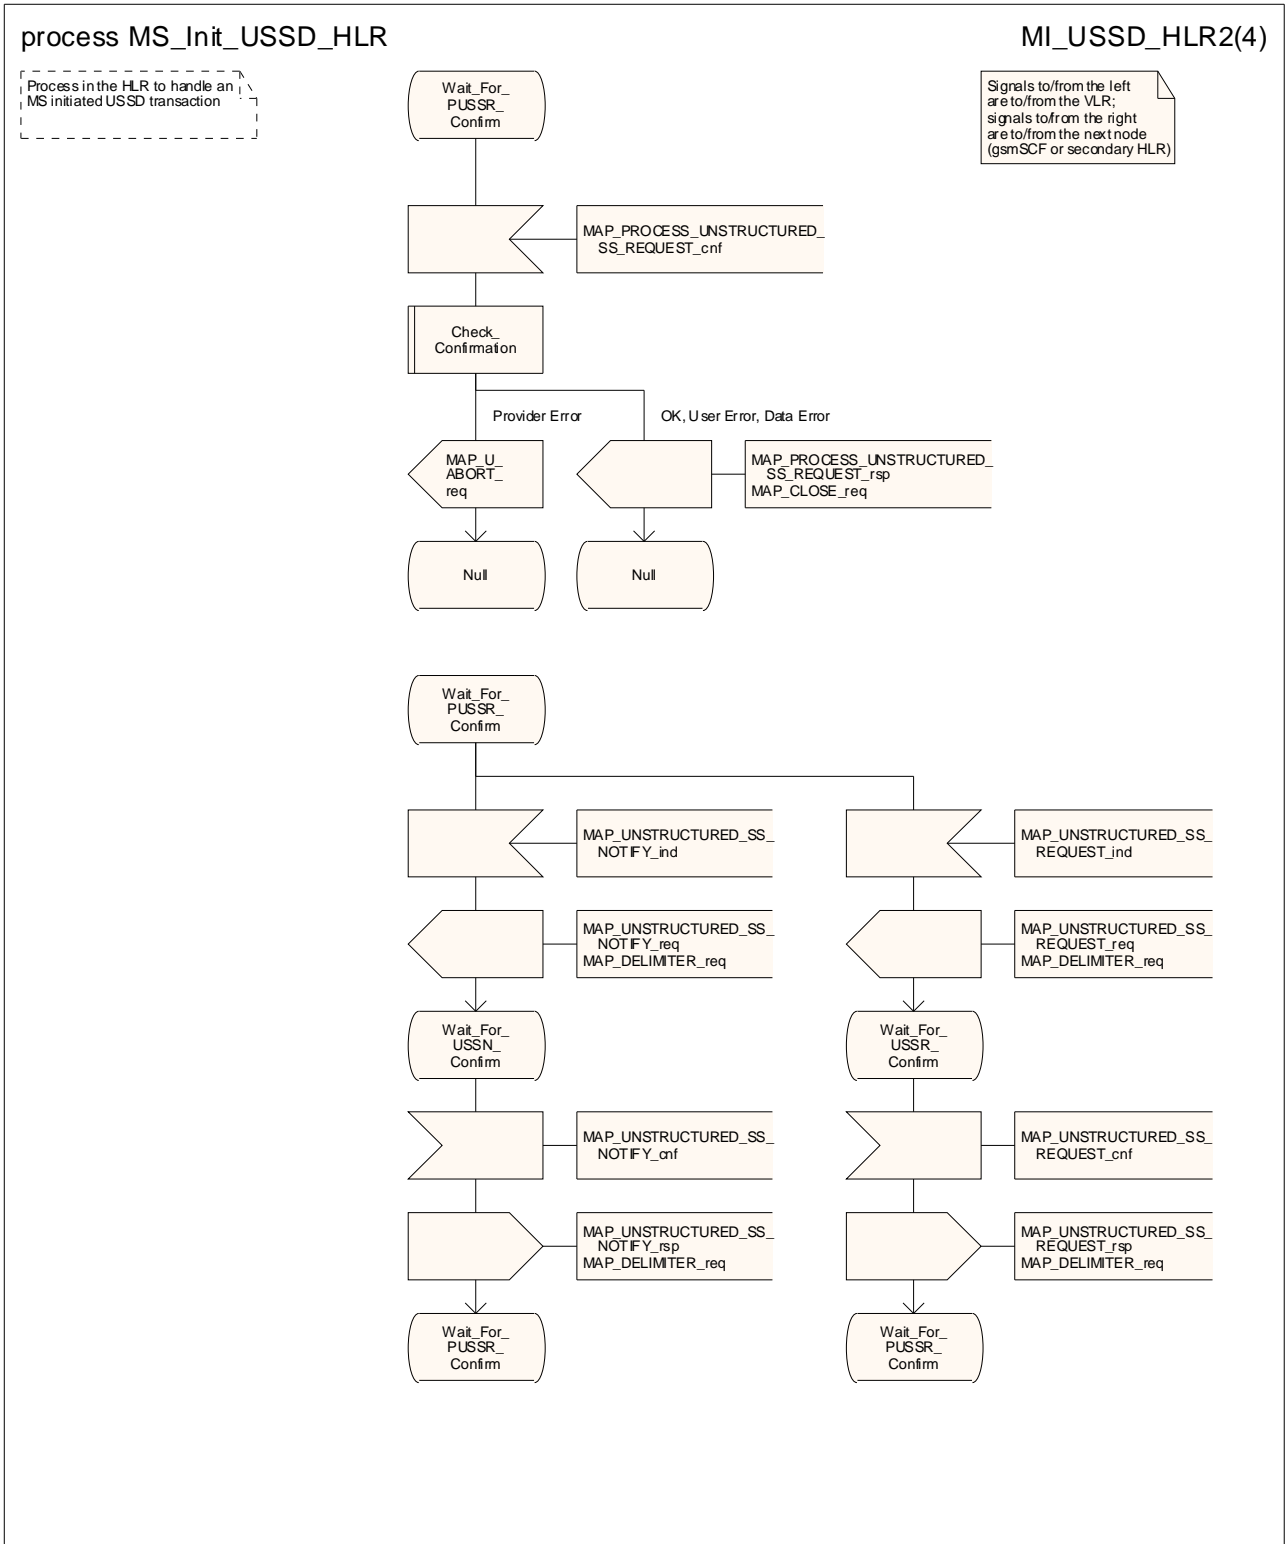 process MS_Init_USSD_HLR
MI_USSD_HLR2(4)
Process in the HLR to handle an
MS initiated USSD transaction
Signals to/from the left
are to/from the VLR;
signals to/from the right
are to/from the next node
(gsmSCF or secondary HLR)
Wait_For_
PUSSR_
Confirm
MAP_PROCESS_UNSTRUCTURED_
SS_REQUEST_cnf
Check_
Confirmation
Provider Error
OK, User Error, Data Error
MAP_U_
ABORT_
req
MAP_PROCESS_UNSTRUCTURED_
SS_REQUEST_rsp
MAP_CLOSE_req
Null
Null
Wait_For_
PUSSR_
Confirm
MAP_UNSTRUCTURED_SS_
NOTIFY_ind
MAP_UNSTRUCTURED_SS_
REQUEST_ind
MAP_UNSTRUCTURED_SS_
NOTIFY_req
MAP_DELIMITER_req
MAP_UNSTRUCTURED_SS_
REQUEST_req
MAP_DELIMITER_req
Wait_For_
USSN_
Confirm
Wait_For_
USSR_
Confirm
MAP_UNSTRUCTURED_SS_
NOTIFY_cnf
MAP_UNSTRUCTURED_SS_
REQUEST_cnf
MAP_UNSTRUCTURED_SS_
NOTIFY_rsp
MAP_DELIMITER_req
MAP_UNSTRUCTURED_SS_
REQUEST_rsp
MAP_DELIMITER_req
Wait_For_
PUSSR_
Confirm
Wait_For_
PUSSR_
Confirm